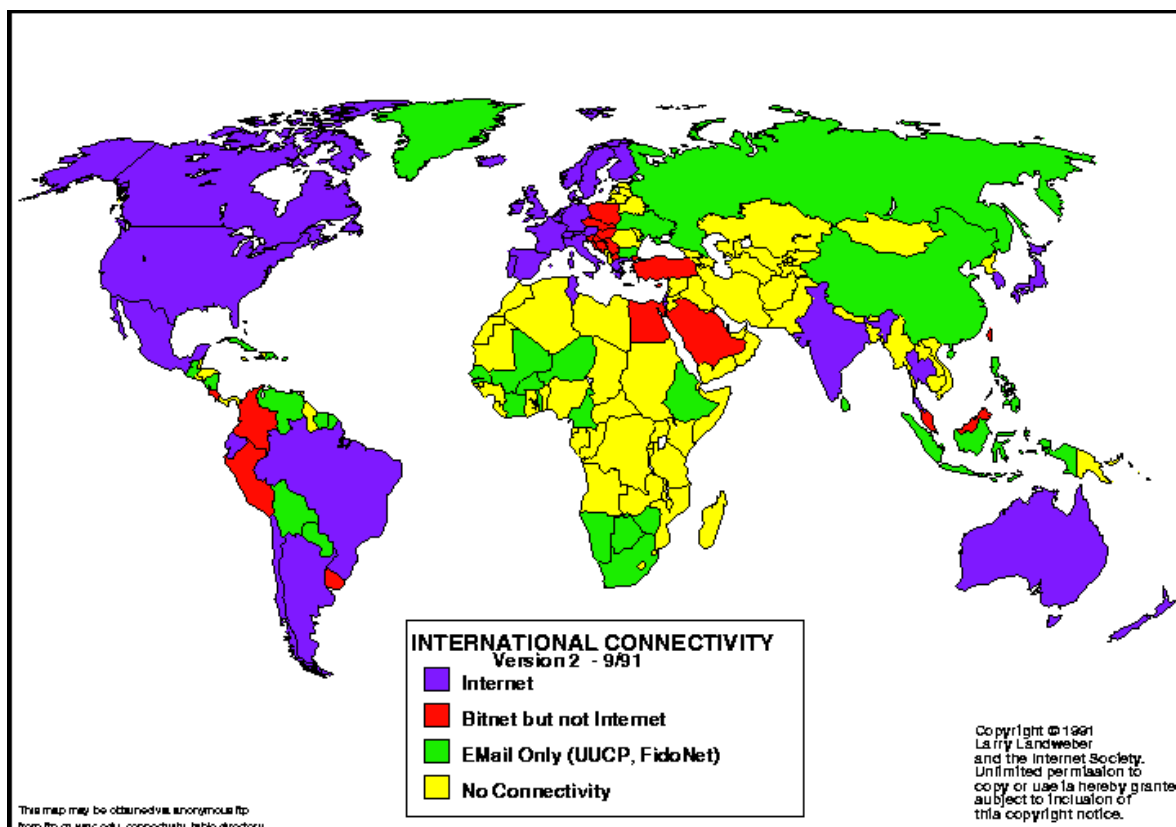 INTERNATIONAL CONNECTIVITY
Version 2 - 9/91
Internet
Bitnet but not Internet
EMail Only (UUCP, FidoNet)
No Connectivity
Copyright © 1991
Larry Landweber
and the Internet Society.
Unlimited permission to
copy or use is hereby granted
subject to inclusion of
this copyright notice.
This map may be obtained via anonymous ftp